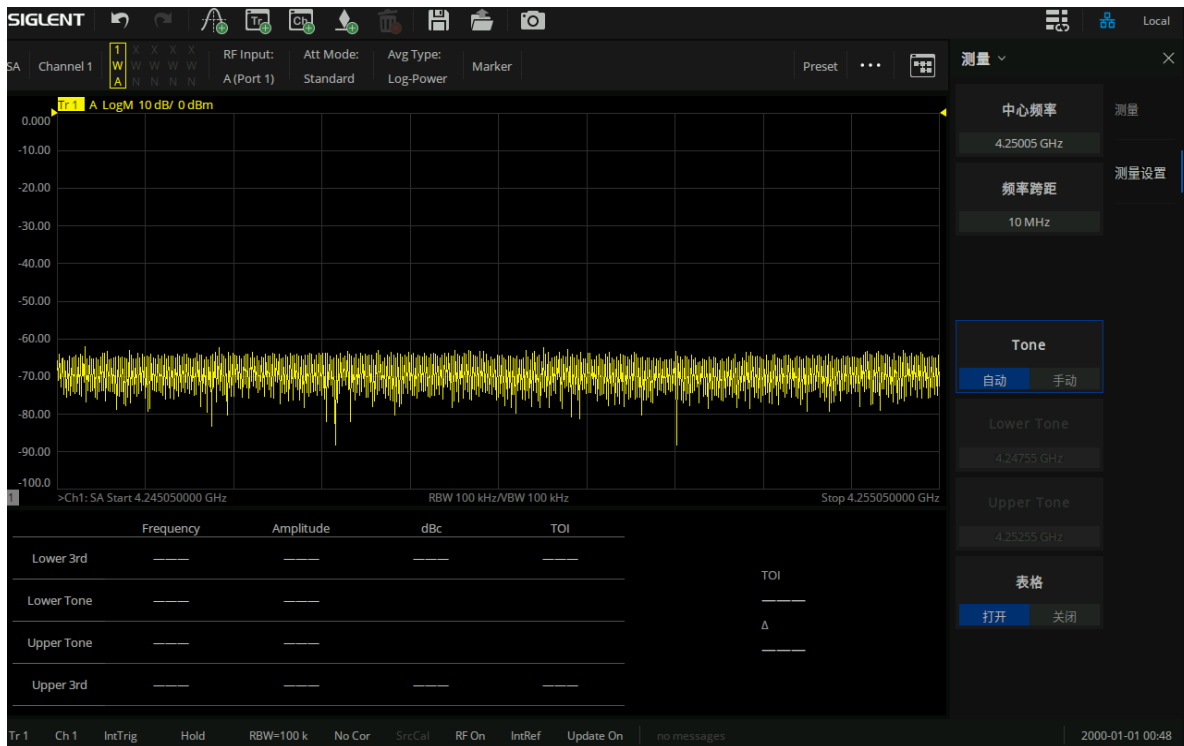 SIGLENT Tr Ch Local
SA Channel 1 1 X X X X RF Input: Att Mode: Avg Type: Marker Preset ••• 测量
W W W W W A (Port 1) Standard Log-Power
A N N N N
Tr 1 A LogM 10 dB/ 0 dBm
0.000
-10.00
-20.00
-30.00
-40.00
-50.00
-60.00
-70.00
-80.00
-90.00
-100.0
1 >Ch1: SA Start 4.245050000 GHz RBW 100 kHz/VBW 100 kHz Stop 4.255050000 GHz
Frequency Amplitude dBc TOI
Lower 3rd ——— ——— ——— ———
Lower Tone ——— ———
Upper Tone ——— ———
Upper 3rd ——— ——— ——— ———
TOI
———
Δ
———
中心频率
4.25005 GHz
频率跨距
10 MHz
Tone
自动 手动
Lower Tone
4.24755 GHz
Upper Tone
4.25255 GHz
表格
打开 关闭
测量
测量设置
Tr 1 Ch 1 IntTrig Hold RBW=100 k No Cor SrcCal RF On IntRef Update On no messages 2000-01-01 00:48